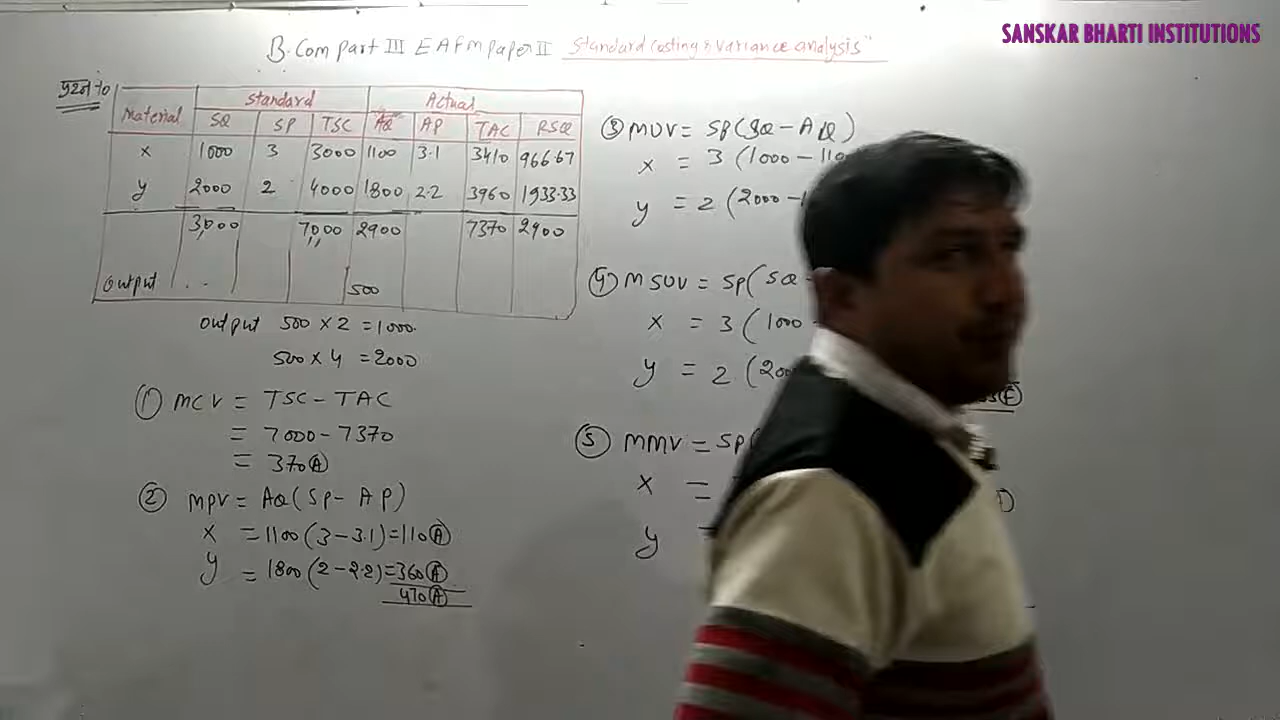 SANSKAR BHARTI INSTITUTIONS
B.Com part III EAFM paper II "Standard Costing & Variance analysis"
Material Standard Actual
SQ SP TSC AQ AP TAC RSQ
x 1000 3 3000 1100 3.1 3410 966.67
y 2000 2 4000 1800 2.2 3960 1933.33
3,000 7000 2900 7370 2900
output .. 500
output 500 × 2 = 1000.
500 × 4 = 2000
① MCV = TSC - TAC
= 7000 - 7370
= 370 Ⓐ
② MPV = AQ (SP - AP)
x = 1100 (3 - 3.1) = 110 Ⓐ
y = 1800 (2 - 2.2) = 360 Ⓐ
470 Ⓐ
③ MUV = SP (SQ - AQ)
x = 3 (1000 - 110
y = 2 (2000 -
④ MSUV = SP (SQ -
x = 3 (1000
y = 2 (200
Ⓕ
⑤ MMV = SP(
x =
y =